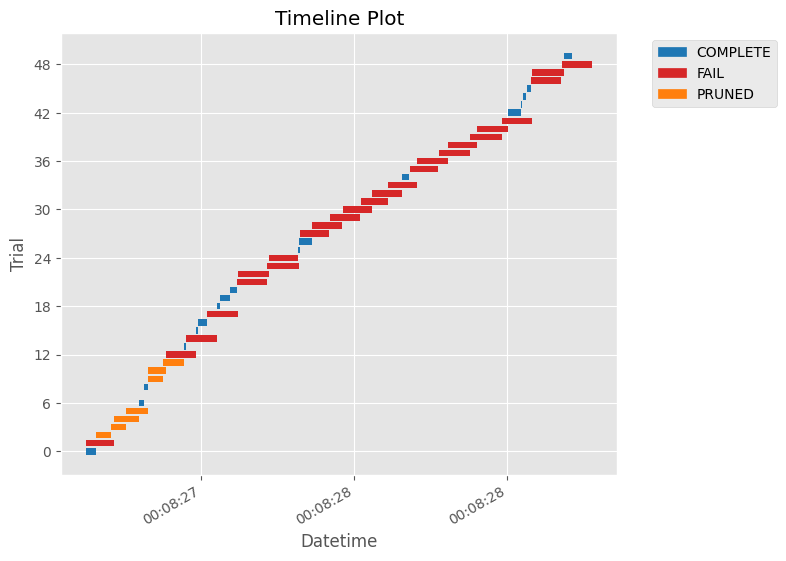 Timeline Plot
COMPLETE
FAIL
PRUNED
48
42
36
30
24
18
12
6
0
Trial
00:08:27
00:08:28
00:08:28
Datetime